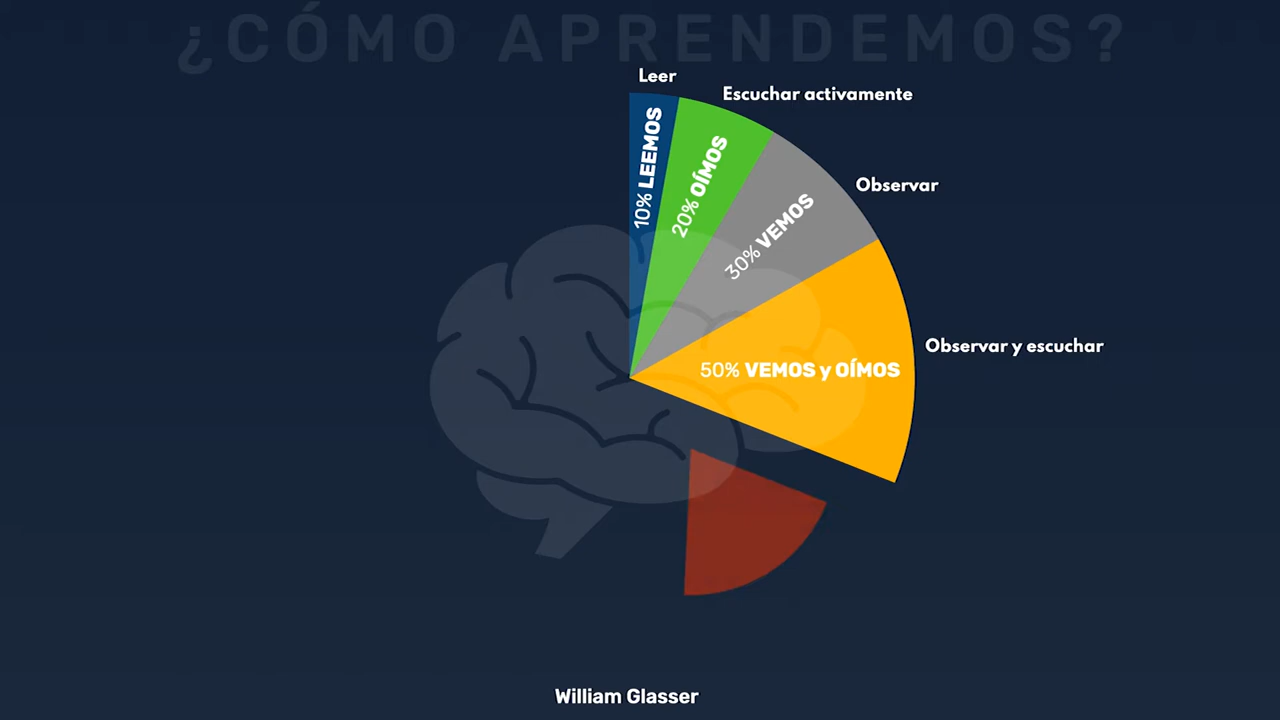 ¿CÓMO APRENDEMOS?
Leer
Escuchar activamente
10% LEEMOS
20% OÍMOS
Observar
30% VEMOS
Observar y escuchar
50% VEMOS y OÍMOS
William Glasser